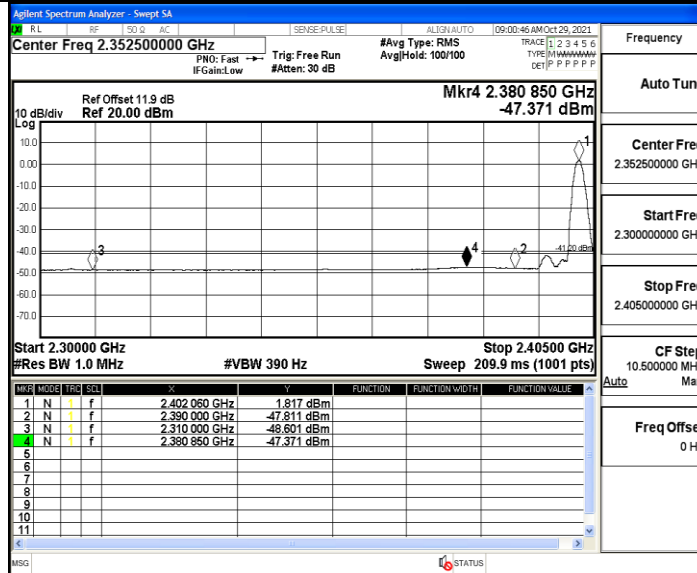 Agilent Spectrum Analyzer - Swept SA
RL RF 50 Ω AC SENSE:PULSE ALIGNAUTO 09:00:46 AM Oct 29, 2021
Center Freq 2.352500000 GHz
PNO: Fast
IFGain:Low
Trig: Free Run
#Atten: 30 dB
#Avg Type: RMS
Avg|Hold: 100/100
TRACE 1 2 3 4 5 6
TYPE MWWWWW
DET P P P P P P
Ref Offset 11.9 dB
10 dB/div Ref 20.00 dBm
Log
Mkr4 2.380 850 GHz
-47.371 dBm
10.0
0.00
-10.0
-20.0
-30.0
-40.0
-50.0
-60.0
-70.0
1
3
4
2
-41.20 dBm
Start 2.30000 GHz Stop 2.40500 GHz
#Res BW 1.0 MHz #VBW 390 Hz Sweep 209.9 ms (1001 pts)
MKR MODE TRC SCL X Y FUNCTION FUNCTION WIDTH FUNCTION VALUE
1 N 1 f 2.402 060 GHz 1.817 dBm
2 N 1 f 2.390 000 GHz -47.811 dBm
3 N 1 f 2.310 000 GHz -48.601 dBm
4 N 1 f 2.380 850 GHz -47.371 dBm
5
6
7
8
9
10
11
MSG STATUS
Frequency
Auto Tun
Center Fre
2.352500000 GH
Start Fre
2.300000000 GH
Stop Fre
2.405000000 GH
CF Ste
10.500000 MH
Auto Ma
Freq Offse
0 H